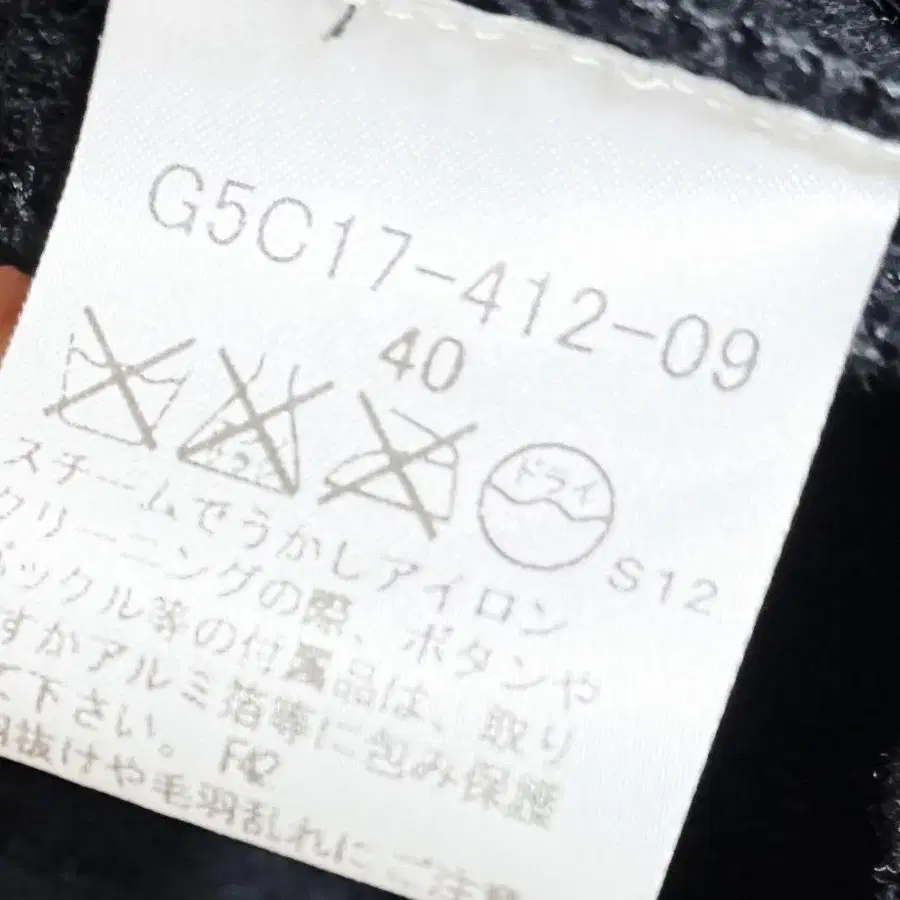 G5C17-412-09
40
ドライ
S12
スチームでうかしアイロン
クリーニングの際、ボタンや
バックル等の付属品は、取り
すかアルミ箔等に包み保護
て下さい。 F42
抜けや毛羽乱れにご注意